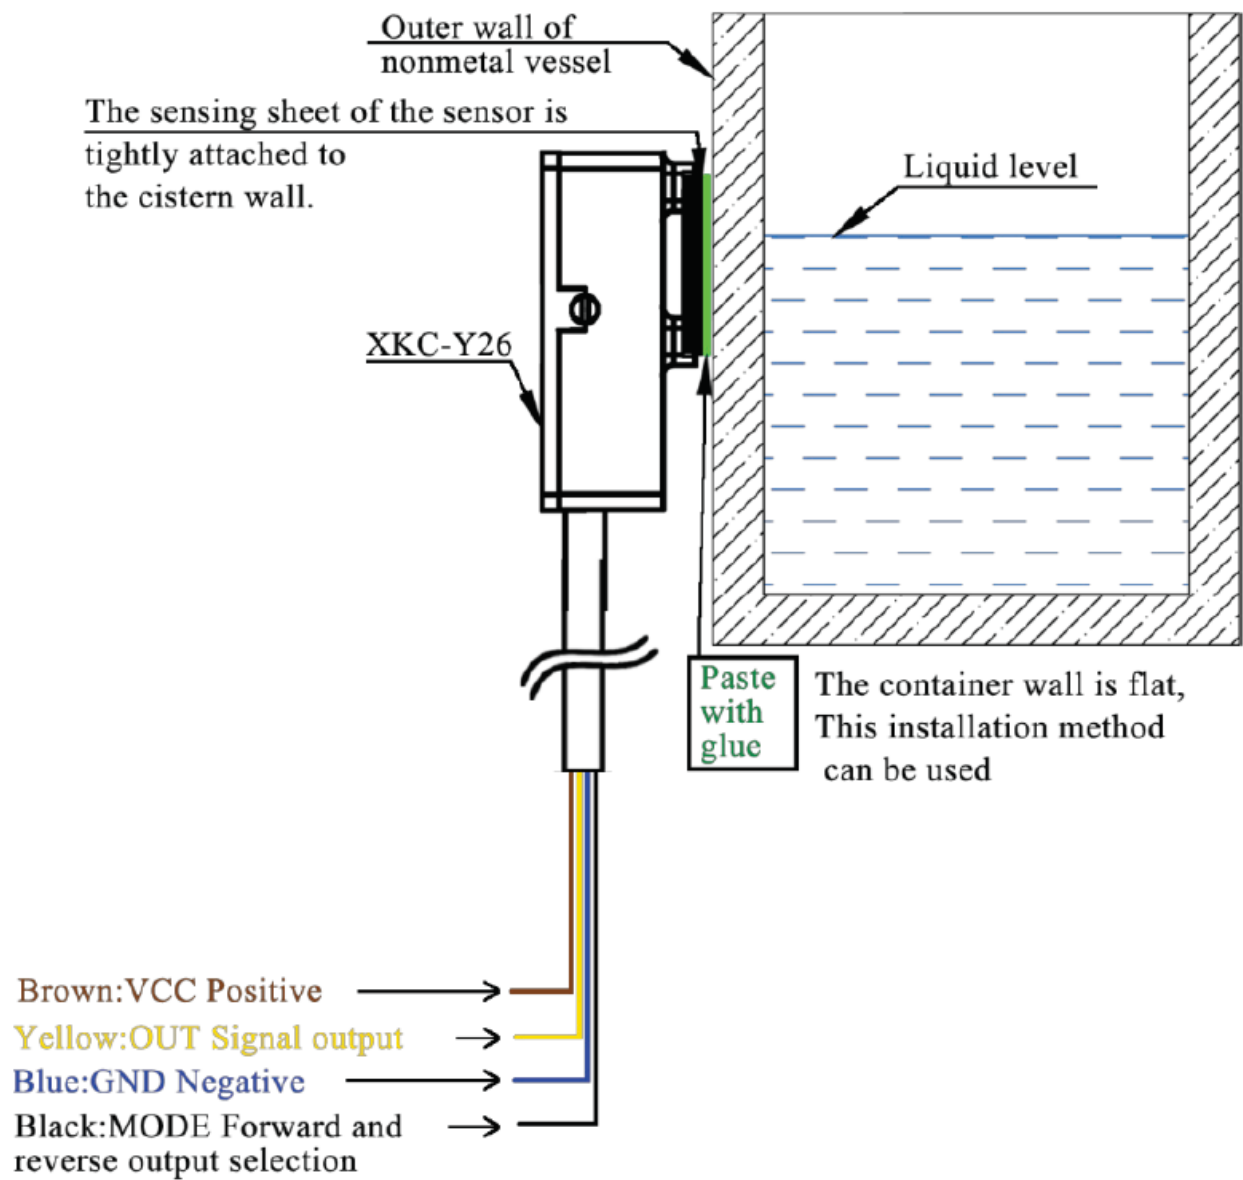 Outer wall of
nonmetal vessel
The sensing sheet of the sensor is
tightly attached to
the cistern wall.
Liquid level
XKC-Y26
Paste
with
glue
The container wall is flat,
This installation method
can be used
Brown:VCC Positive
Yellow:OUT Signal output
Blue:GND Negative
Black:MODE Forward and
reverse output selection